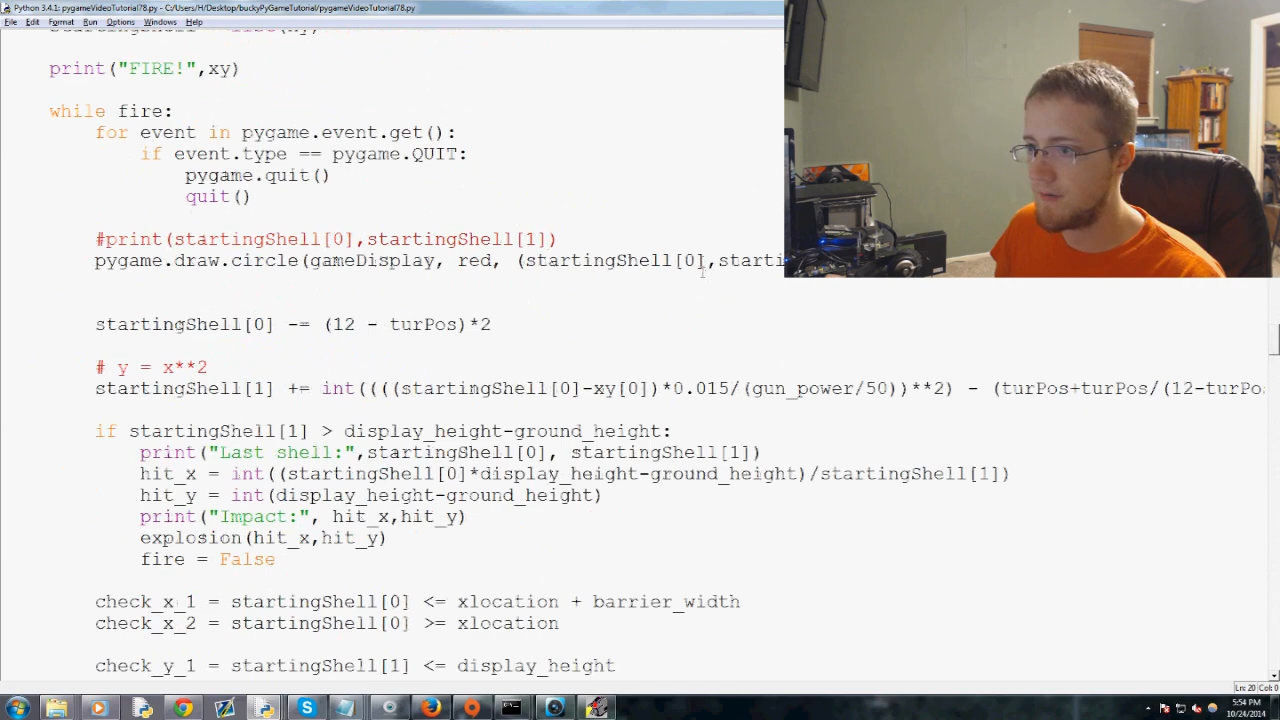 Python 3.4.1: pygameVideoTutorial78.py - C:/Users/H/Desktop/buckyPyGameTutorial/pygameVideoTutorial78.py
File Edit Format Run Options Windows Help
print("FIRE!",xy)
while fire:
for event in pygame.event.get():
if event.type == pygame.QUIT:
pygame.quit()
quit()
#print(startingShell[0],startingShell[1])
pygame.draw.circle(gameDisplay, red, (startingShell[0],starti
startingShell[0] -= (12 - turPos)*2
# y = x**2
startingShell[1] += int((((startingShell[0]-xy[0])*0.015/(gun_power/50))**2) - (turPos+turPos/(12-turPo
if startingShell[1] > display_height-ground_height:
print("Last shell:",startingShell[0], startingShell[1])
hit_x = int((startingShell[0]*display_height-ground_height)/startingShell[1])
hit_y = int(display_height-ground_height)
print("Impact:", hit_x,hit_y)
explosion(hit_x,hit_y)
fire = False
check_x_1 = startingShell[0] <= xlocation + barrier_width
check_x_2 = startingShell[0] >= xlocation
check_y_1 = startingShell[1] <= display_height
Ln: 20 Col: 0
5:54 PM
10/24/2014